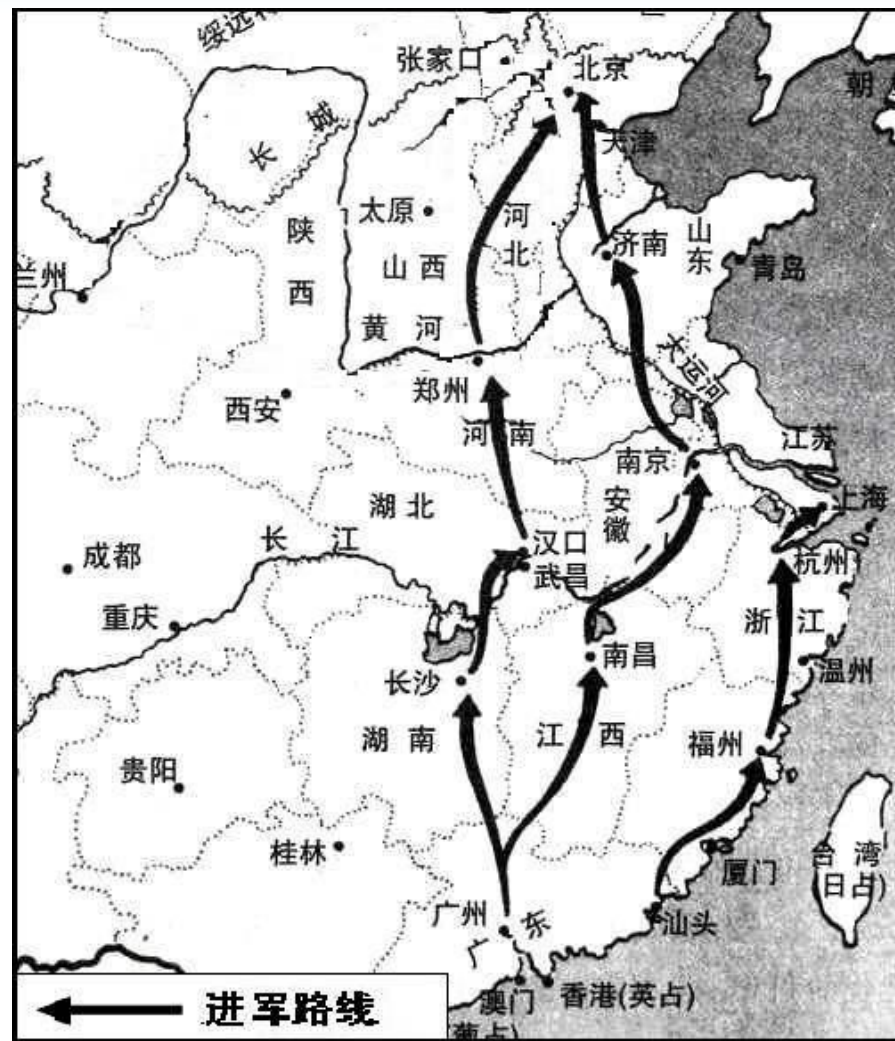 绥远
张家口
北京
朝
长城
天津
太原
陕西
河北
济南
山东
兰州
山西
青岛
黄河
大运河
郑州
西安
河南
江苏
南京
湖北
安徽
上海
长江
汉口
成都
武昌
杭州
重庆
浙江
南昌
温州
长沙
湖南
江西
福州
贵阳
桂林
厦门
台湾
(日占)
广州
广东
汕头
澳门
香港(英占)
进军路线